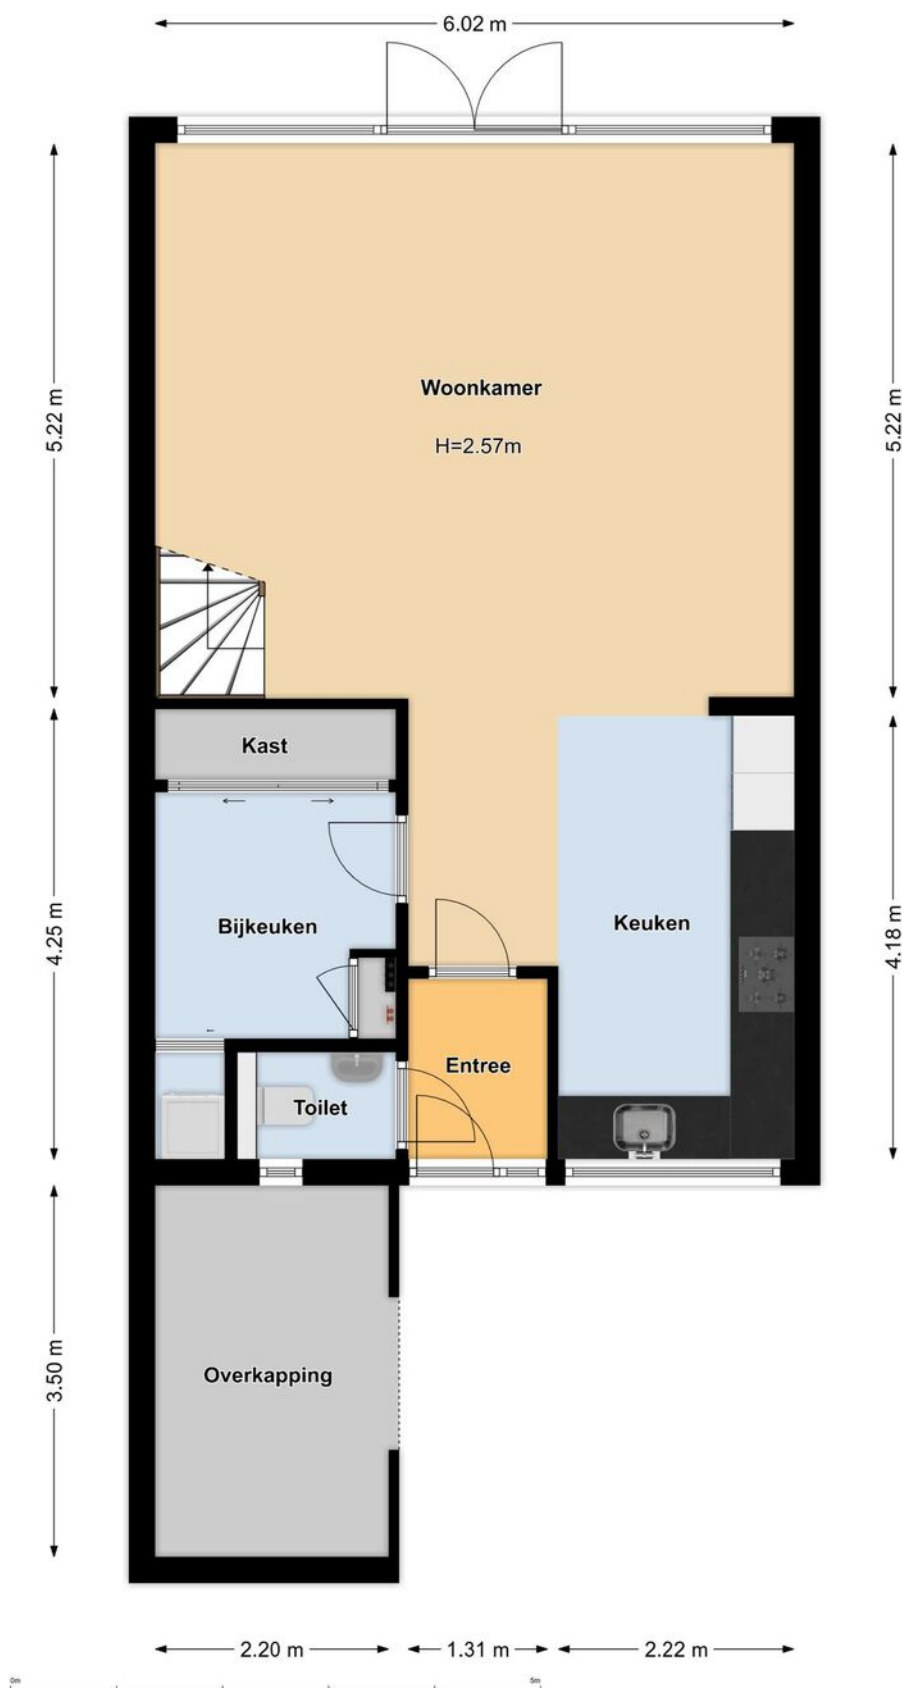 6.02 m
5.22 m
5.22 m
Woonkamer
H=2.57m
Kast
4.25 m
4.18 m
Bijkeuken
Keuken
Entree
Toilet
3.50 m
Overkapping
2.20 m
1.31 m
2.22 m
0m
5m